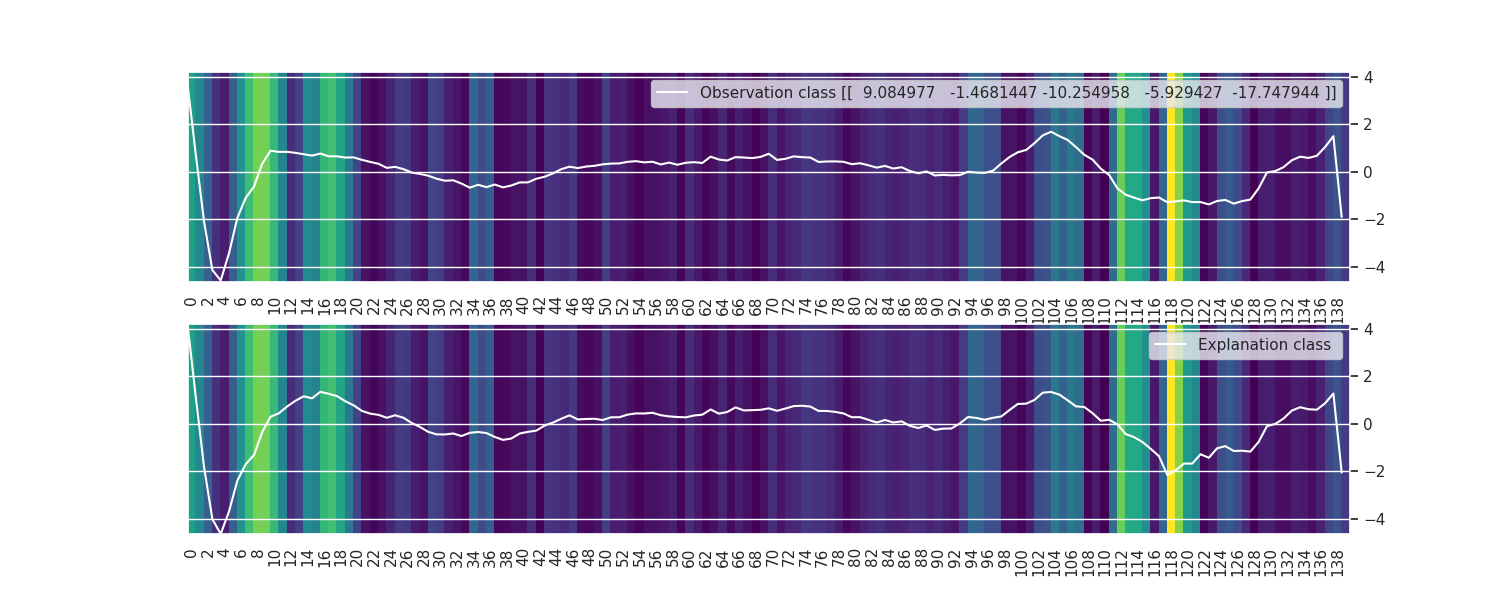 Observation class [[  9.084977   -1.4681447 -10.254958   -5.929427  -17.747944 ]]
4
2
0
−2
−4
0 2 4 6 8 10 12 14 16 18 20 22 24 26 28 30 32 34 36 38 40 42 44 46 48 50 52 54 56 58 60 62 64 66 68 70 72 74 76 78 80 82 84 86 88 90 92 94 96 98 100 102 104 106 108 110 112 114 116 118 120 122 124 126 128 130 132 134 136 138
Explanation class
4
2
0
−2
−4
0 2 4 6 8 10 12 14 16 18 20 22 24 26 28 30 32 34 36 38 40 42 44 46 48 50 52 54 56 58 60 62 64 66 68 70 72 74 76 78 80 82 84 86 88 90 92 94 96 98 100 102 104 106 108 110 112 114 116 118 120 122 124 126 128 130 132 134 136 138